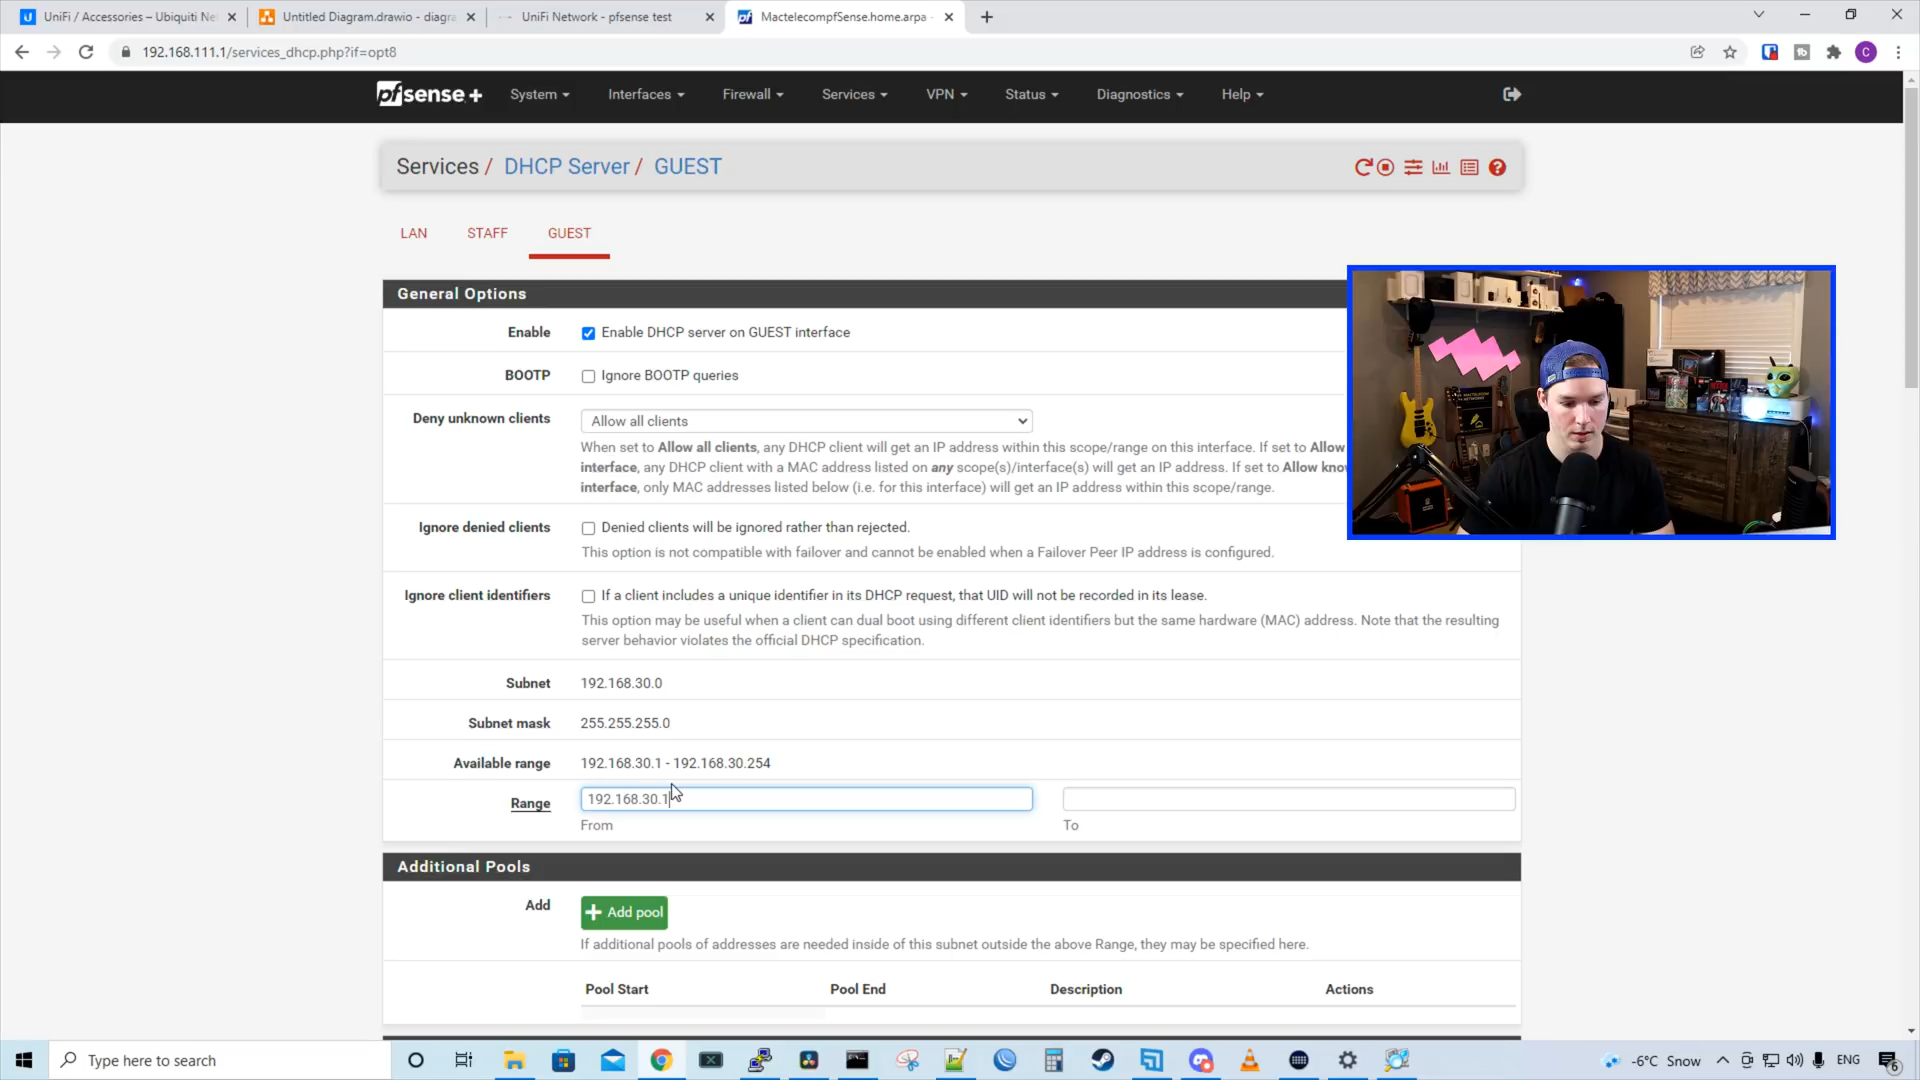 UniFi / Accessories – Ubiquiti Ne
Untitled Diagram.drawio - diagra
UniFi Network - pfsense test
MactelecompfSense.home.arpa -
192.168.111.1/services_dhcp.php?if=opt8
C
pfsense +
System
Interfaces
Firewall
Services
VPN
Status
Diagnostics
Help
Services / DHCP Server / GUEST
LAN
STAFF
GUEST
General Options
Enable
Enable DHCP server on GUEST interface
BOOTP
Ignore BOOTP queries
Deny unknown clients
Allow all clients
When set to Allow all clients, any DHCP client will get an IP address within this scope/range on this interface. If set to Allow
interface, any DHCP client with a MAC address listed on any scope(s)/interface(s) will get an IP address. If set to Allow kno
interface, only MAC addresses listed below (i.e. for this interface) will get an IP address within this scope/range.
Ignore denied clients
Denied clients will be ignored rather than rejected.
This option is not compatible with failover and cannot be enabled when a Failover Peer IP address is configured.
Ignore client identifiers
If a client includes a unique identifier in its DHCP request, that UID will not be recorded in its lease.
This option may be useful when a client can dual boot using different client identifiers but the same hardware (MAC) address. Note that the resulting
server behavior violates the official DHCP specification.
Subnet
192.168.30.0
Subnet mask
255.255.255.0
Available range
192.168.30.1 - 192.168.30.254
Range
192.168.30.1
From
To
Additional Pools
Add
+ Add pool
If additional pools of addresses are needed inside of this subnet outside the above Range, they may be specified here.
Pool Start
Pool End
Description
Actions
Type here to search
-6°C Snow
ENG
6